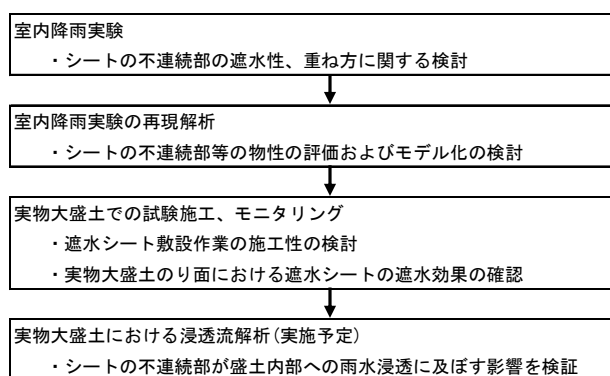 室内降雨実験
・シートの不連続部の遮水性、重ね方に関する検討
室内降雨実験の再現解析
・シートの不連続部等の物性の評価およびモデル化の検討
実物大盛土での試験施工、モニタリング
・遮水シート敷設作業の施工性の検討
・実物大盛土のり面における遮水シートの遮水効果の確認
実物大盛土における浸透流解析(実施予定)
・シートの不連続部が盛土内部への雨水浸透に及ぼす影響を検証